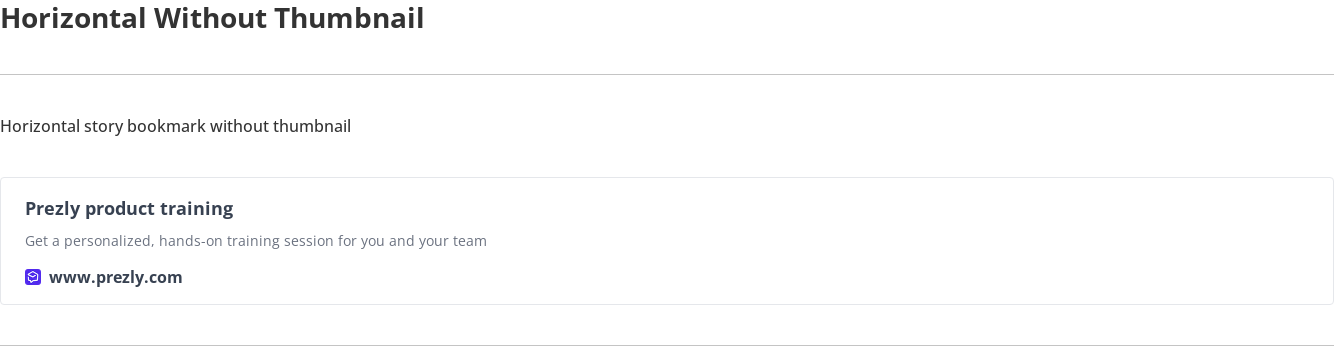 Horizontal Without Thumbnail
Horizontal story bookmark without thumbnail
Prezly product training
Get a personalized, hands-on training session for you and your team
www.prezly.com